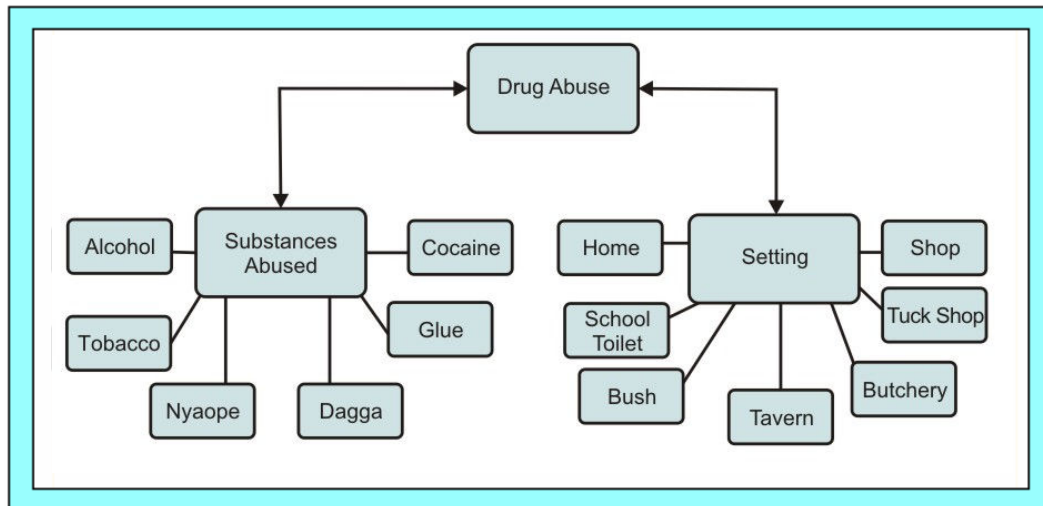 Drug Abuse
Substances
Abused
Alcohol
Tobacco
Nyaope
Dagga
Glue
Cocaine
Setting
Home
School
Toilet
Bush
Tavern
Butchery
Tuck Shop
Shop